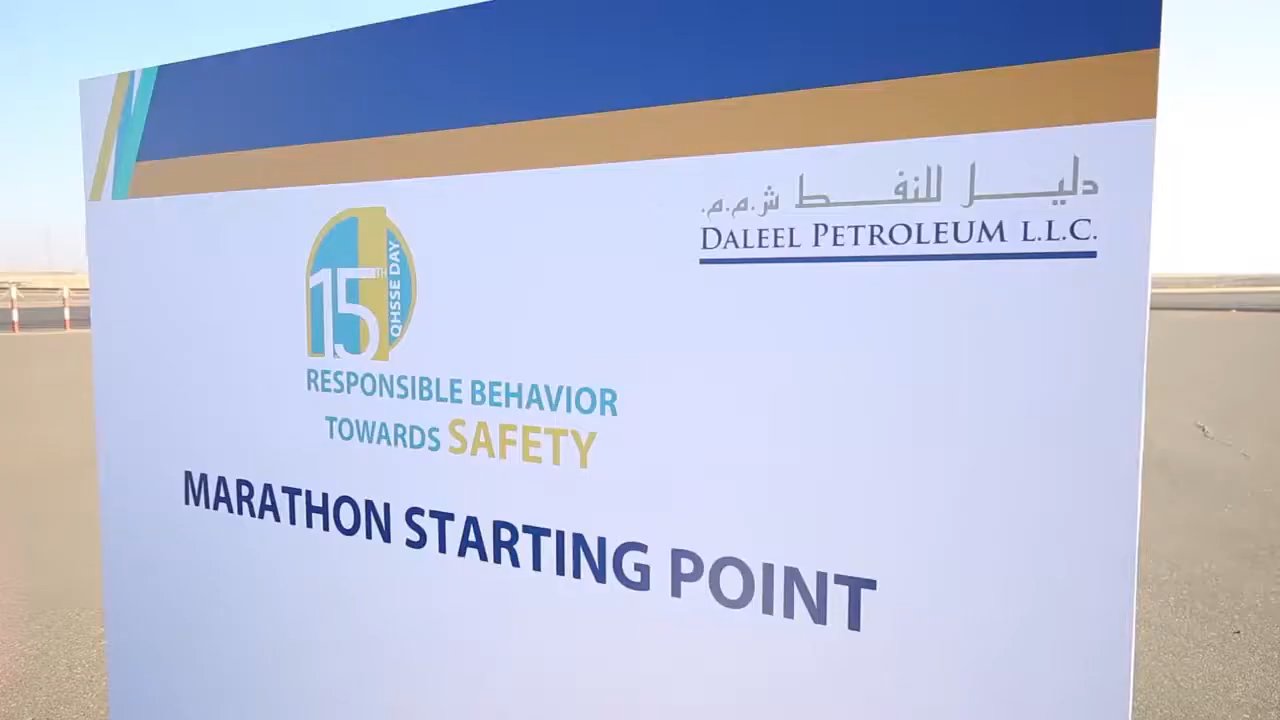 دليل للنفط ش.م.م.
DALEEL PETROLEUM L.L.C.
15TH
QHSSE DAY
RESPONSIBLE BEHAVIOR
TOWARDS SAFETY
MARATHON STARTING POINT